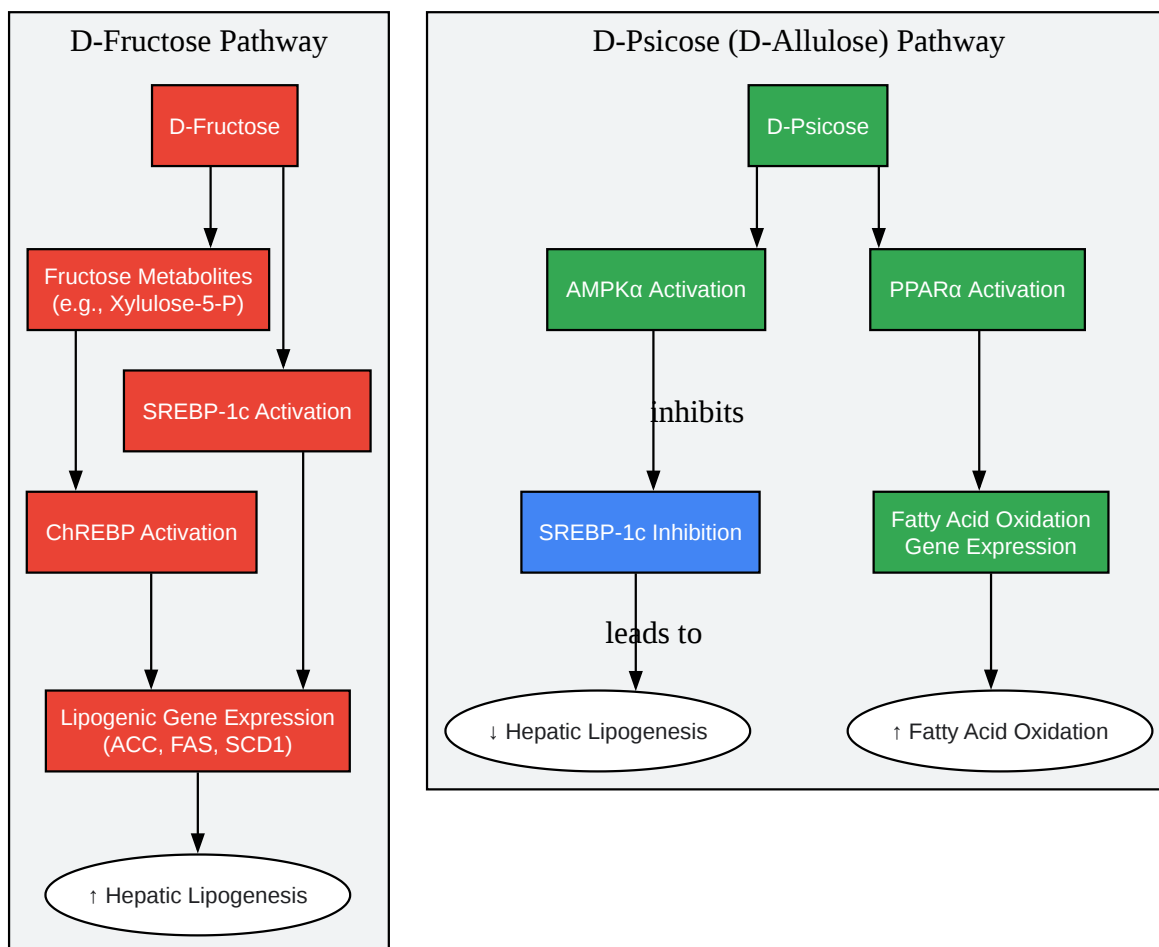 D-Fructose Pathway
D-Fructose
Fructose Metabolites
(e.g., Xylulose-5-P)
SREBP-1c Activation
ChREBP Activation
Lipogenic Gene Expression
(ACC, FAS, SCD1)
↑ Hepatic Lipogenesis
D-Psicose (D-Allulose) Pathway
D-Psicose
AMPKα Activation
PPARα Activation
inhibits
SREBP-1c Inhibition
Fatty Acid Oxidation
Gene Expression
leads to
↓ Hepatic Lipogenesis
↑ Fatty Acid Oxidation